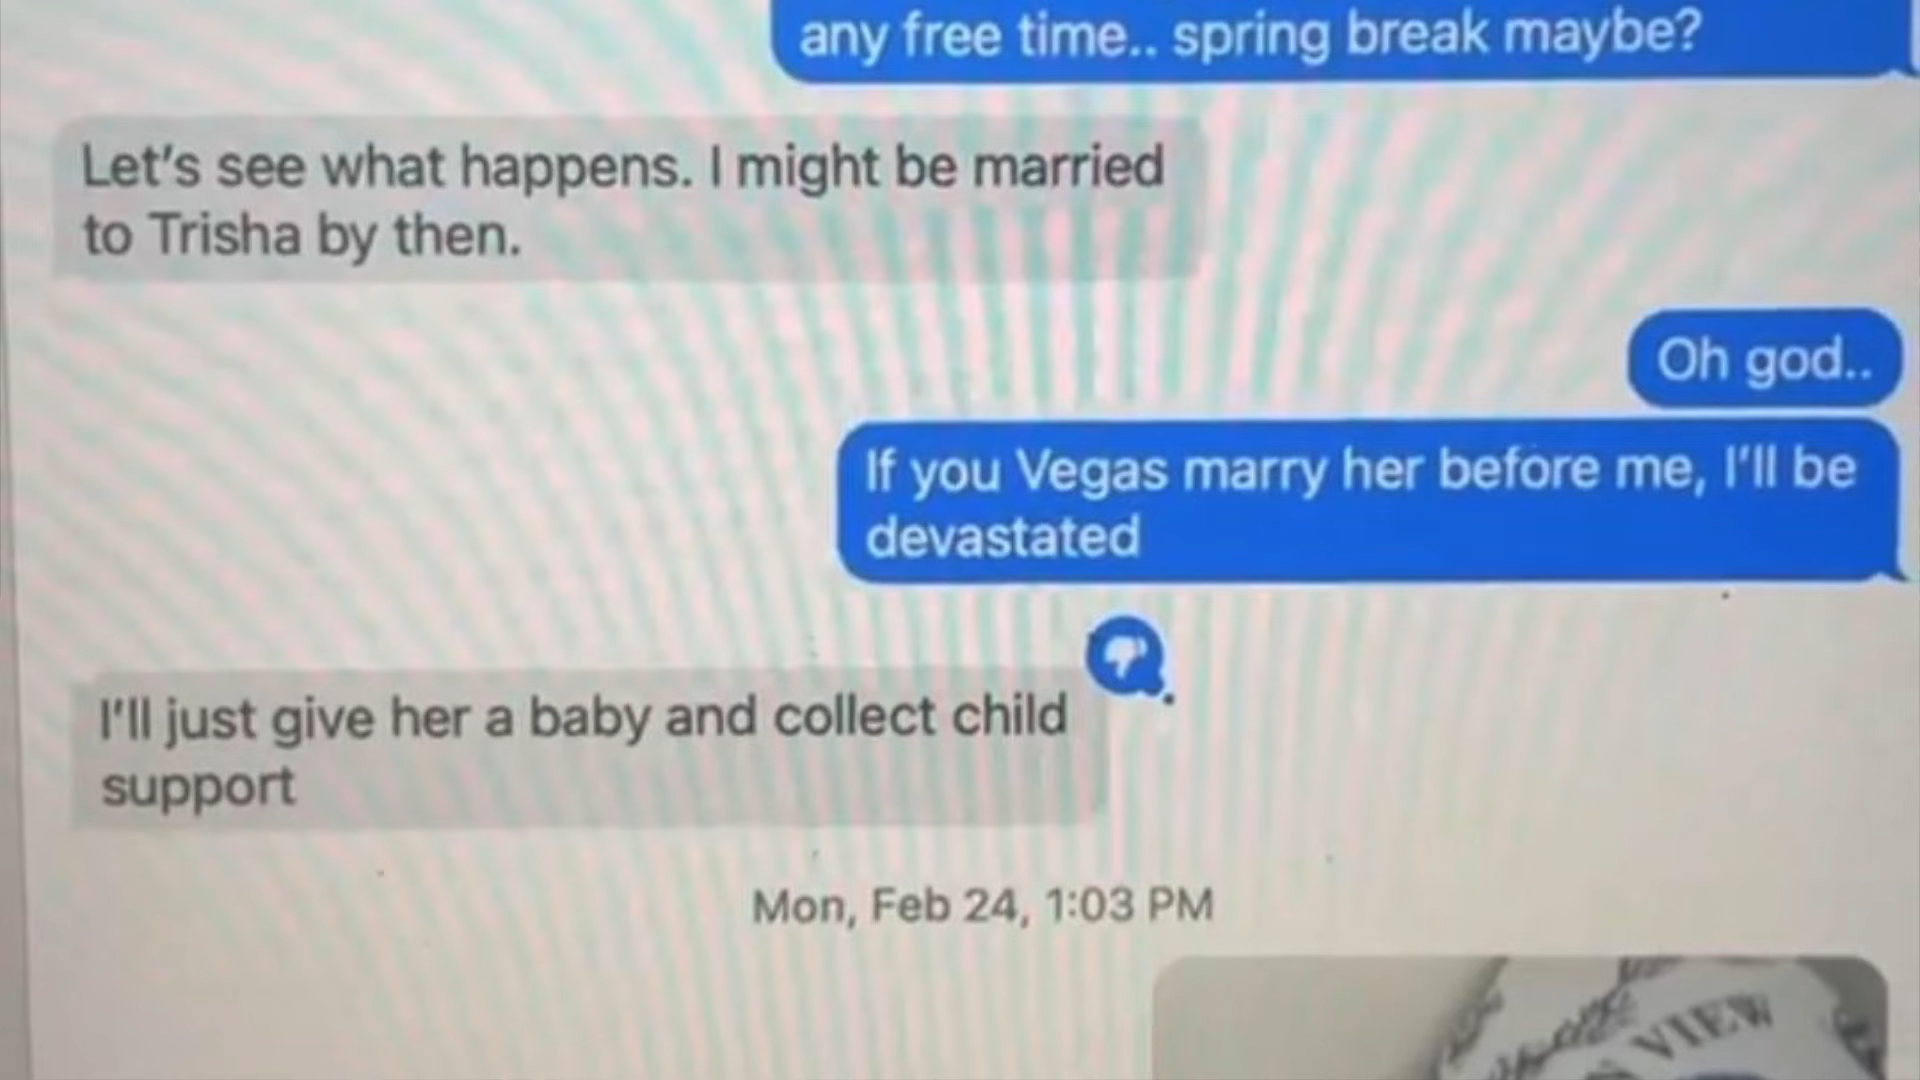 any free time.. spring break maybe?
Let's see what happens. I might be married
to Trisha by then.
Oh god..
If you Vegas marry her before me, I'll be
devastated
I'll just give her a baby and collect child
support
Mon, Feb 24, 1:03 PM
VIEW